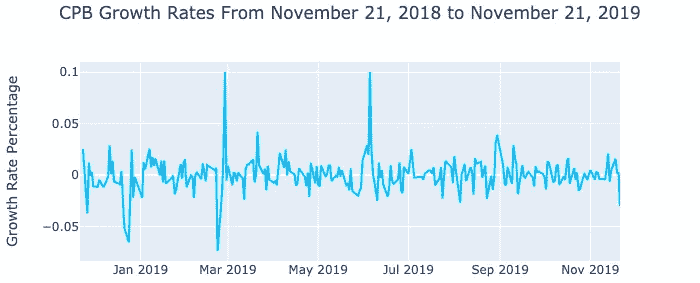 CPB Growth Rates From November 21, 2018 to November 21, 2019
Growth Rate Percentage
0.1
0.05
0
−0.05
Jan 2019 Mar 2019 May 2019 Jul 2019 Sep 2019 Nov 2019